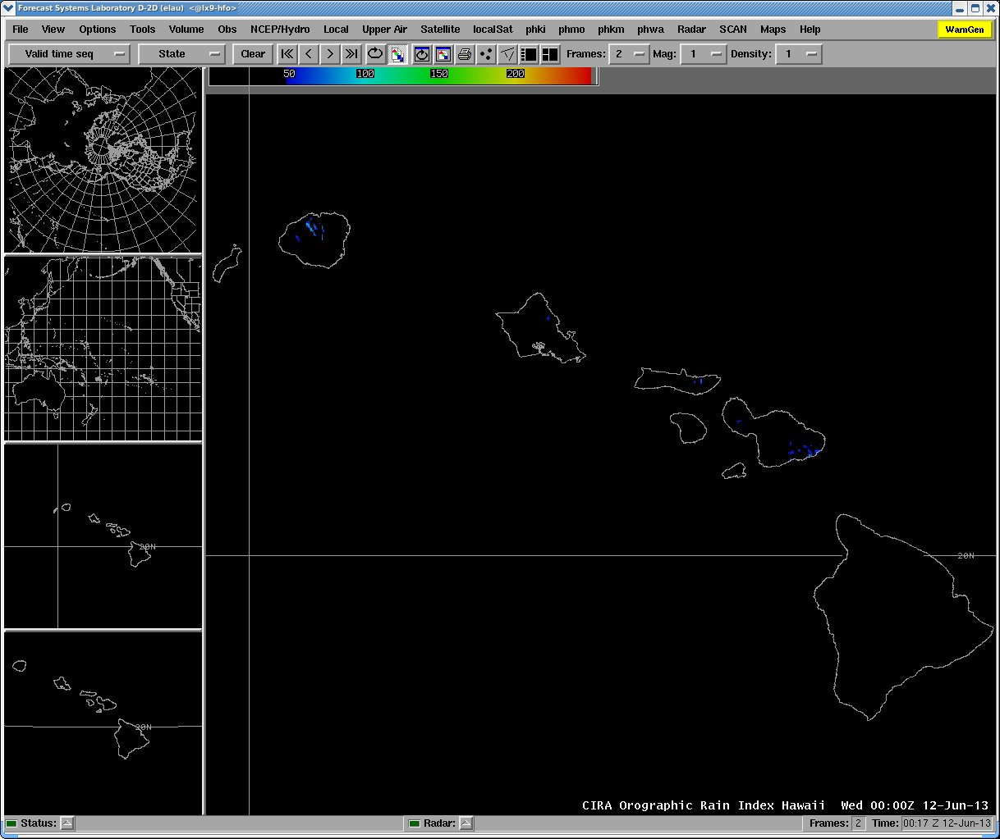 Forecast Systems Laboratory D-2D (elau) <@lx9-hfo>
File View Options Tools Volume Obs NCEP/Hydro Local Upper Air Satellite localSat phki phmo phkm phwa Radar SCAN Maps Help WarnGen
Valid time seq State Clear Frames: 2 Mag: 1 Density: 1
50 100 150 200
20N
20N
20N
CIRA Orographic Rain Index Hawaii Wed 00:00Z 12-Jun-13
Status: Radar: Frames: 2 Time: 00:17 Z 12-Jun-13